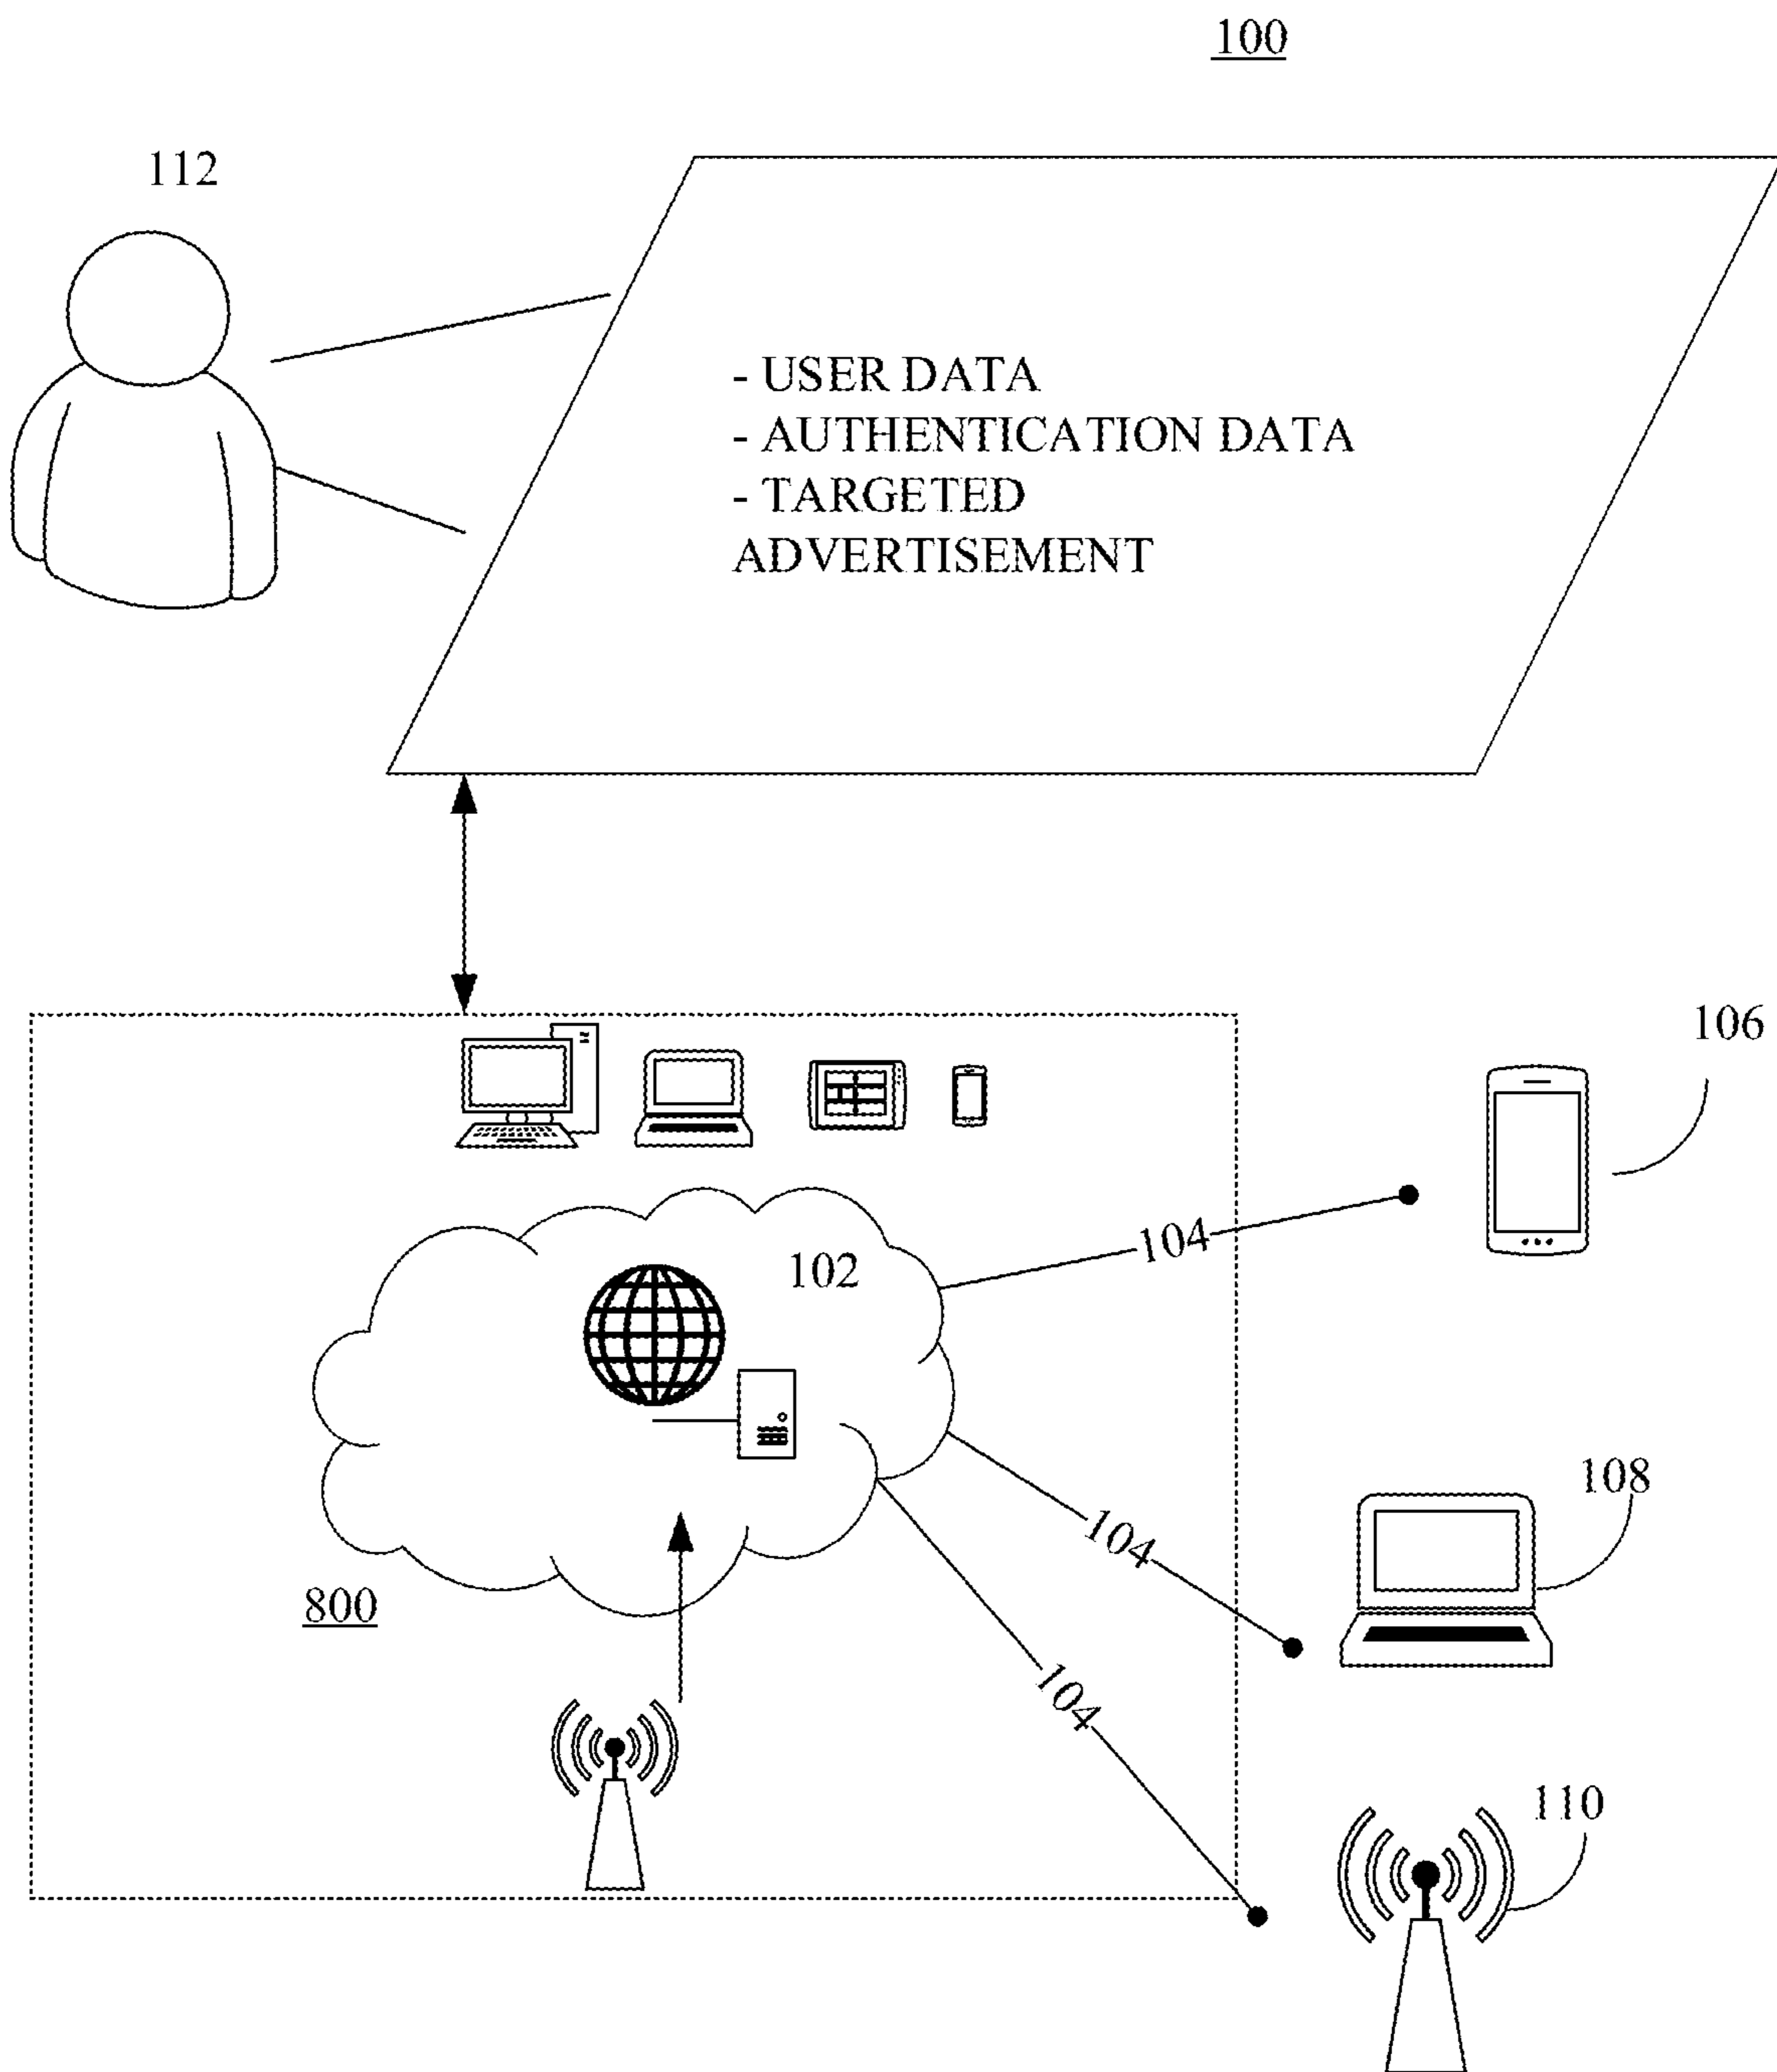 100
112
- USER DATA
- AUTHENTICATION DATA
- TARGETED
ADVERTISEMENT
106
104
102
108
104
800
104
110